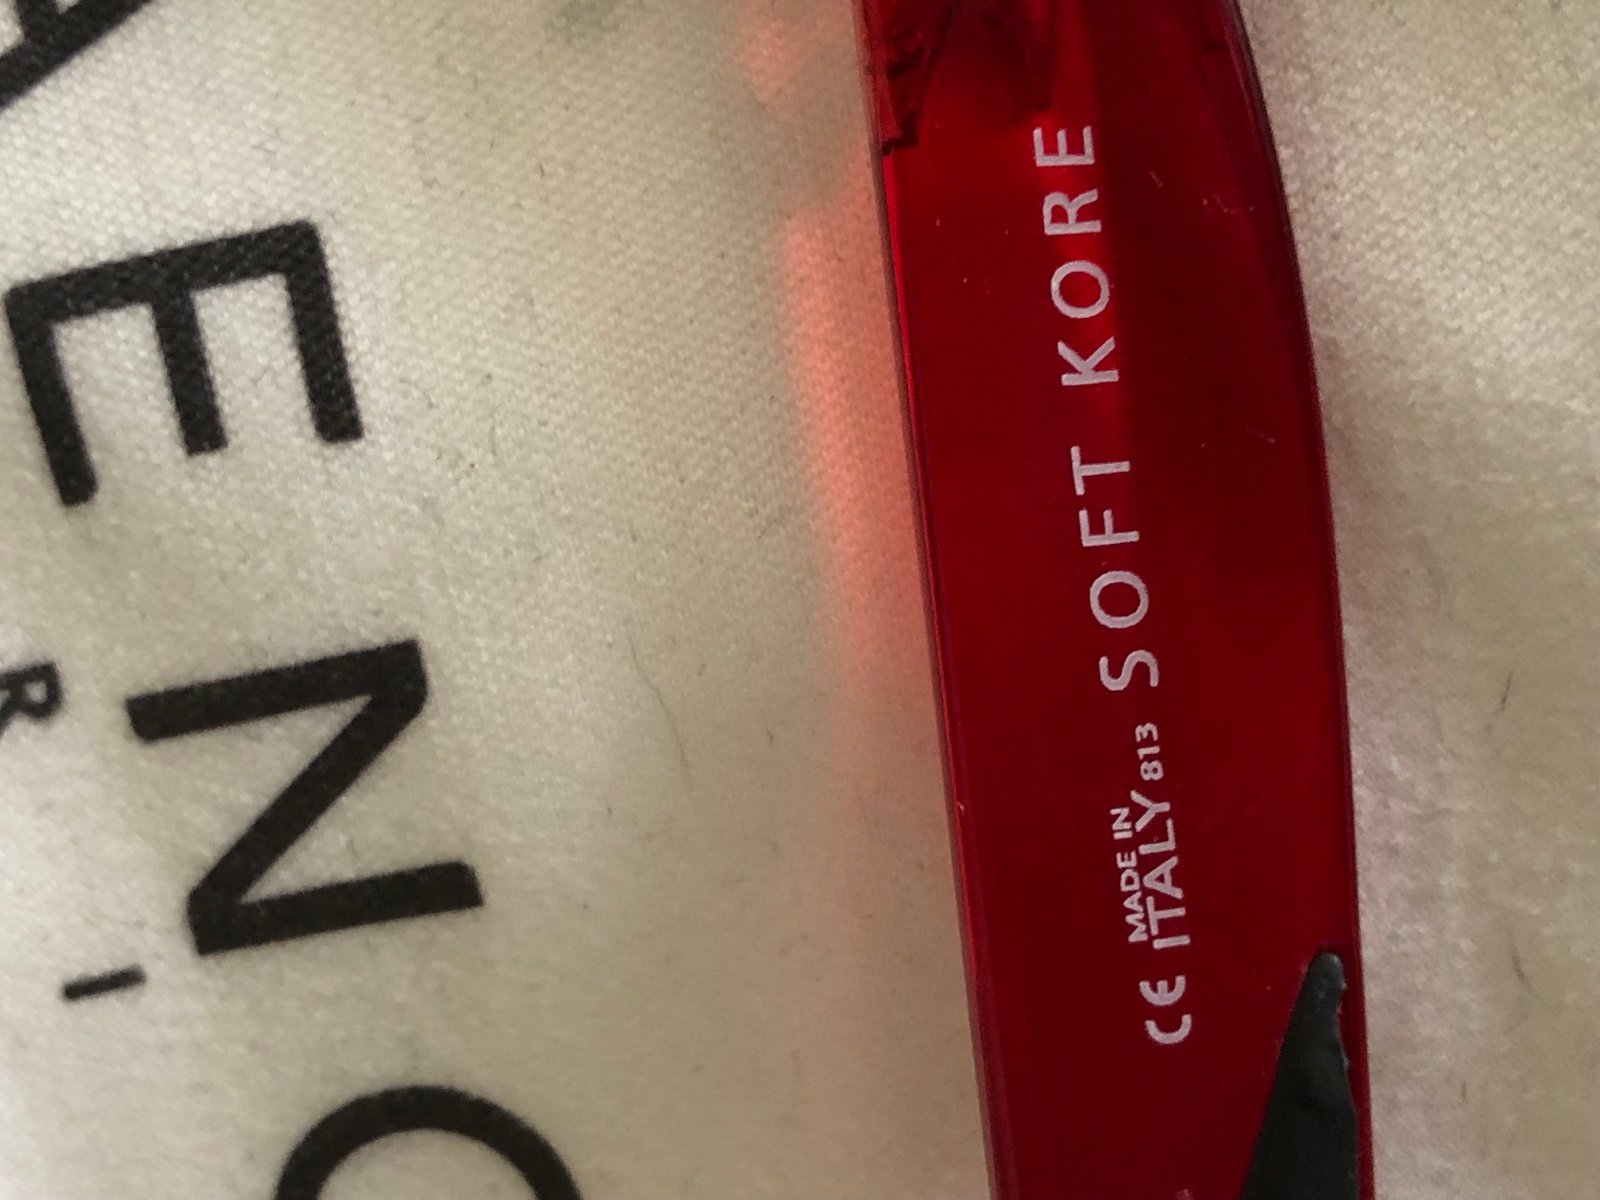 SOFT KORE
CE MADE IN ITALY 813
E N
R